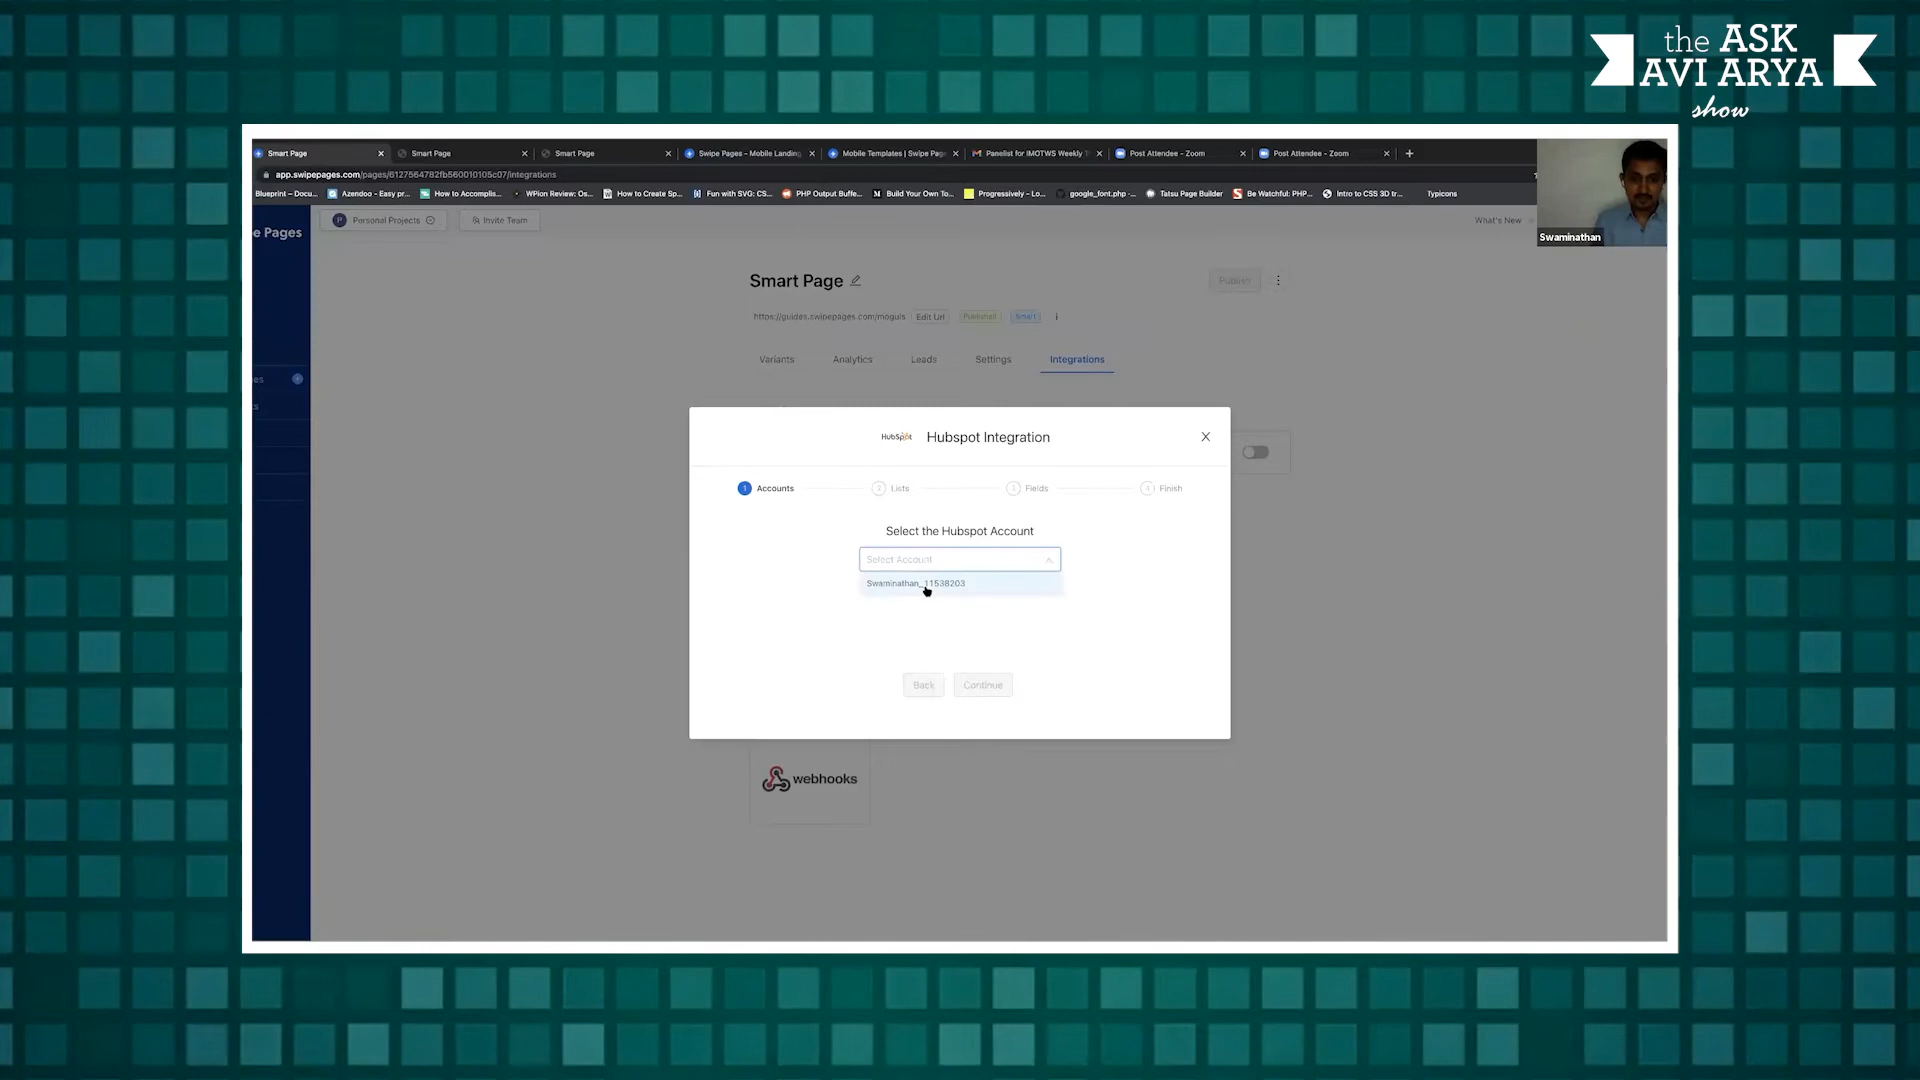 the ASK
AVI ARYA
show
Smart Page
Smart Page
Smart Page
Swipe Pages – Mobile Landing
Mobile Templates | Swipe Page
Panelist for IMOTWS Weekly
Post Attendee - Zoom
Post Attendee - Zoom
app.swipepages.com/pages/6127564782fb560010105c07/integrations
Blueprint – Docu...
Azendoo - Easy pr...
How to Accomplis...
WPion Review: Os...
How to Create Sp...
Fun with SVG: CS...
PHP Output Buffe...
Build Your Own To...
Progressively - Lo...
google_font.php -...
Tatsu Page Builder
Be Watchful: PHP...
Intro to CSS 3D tr...
Typicons
e Pages
P Personal Projects
Invite Team
What's New
Swaminathan
Smart Page
Publish
https://guides.swipepages.com/moguls
Edit Url
Published
Smart
Variants
Analytics
Leads
Settings
Integrations
HubSpot
Hubspot Integration
1 Accounts
2 Lists
3 Fields
4 Finish
Select the Hubspot Account
Select Account
Swaminathan_11538203
Back
Continue
webhooks
es
ts